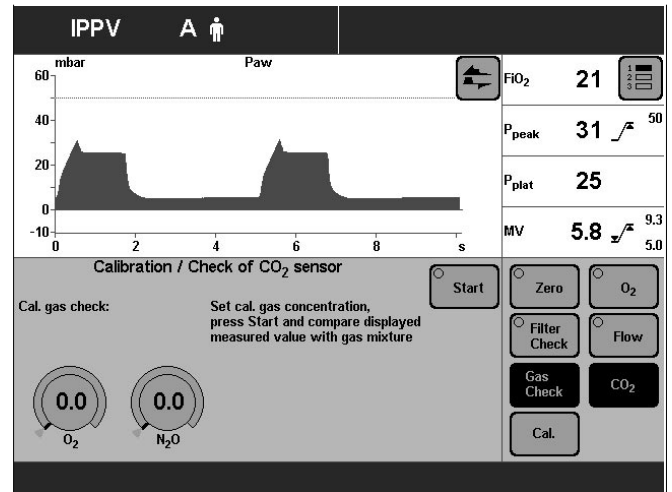 IPPV A
mbar Paw
60
40
20
0
-10
0 2 4 6 8 s
FiO2 21
1
2
3
Ppeak 31 50
Pplat 25
MV 5.8 9.3
5.0
Calibration / Check of CO2 sensor
Start
Cal. gas check:
Set cal. gas concentration,
press Start and compare displayed
measured value with gas mixture
0.0
O2
0.0
N2O
Zero
O2
Filter
Check
Flow
Gas
Check
CO2
Cal.